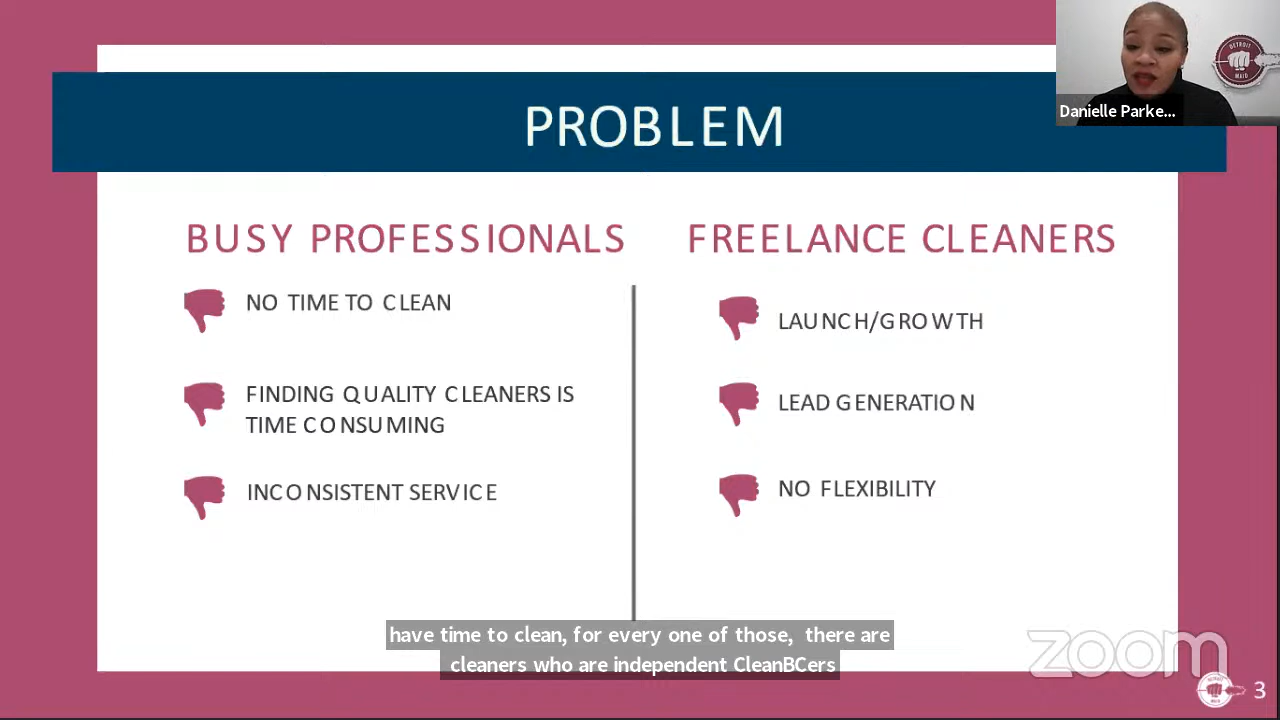 PROBLEM
DETROIT
MAID
Danielle Parke...
BUSY PROFESSIONALS
NO TIME TO CLEAN
FINDING QUALITY CLEANERS IS
TIME CONSUMING
INCONSISTENT SERVICE
FREELANCE CLEANERS
LAUNCH/GROWTH
LEAD GENERATION
NO FLEXIBILITY
have time to clean, for every one of those, there are
cleaners who are independent CleanBCers
zoom
3